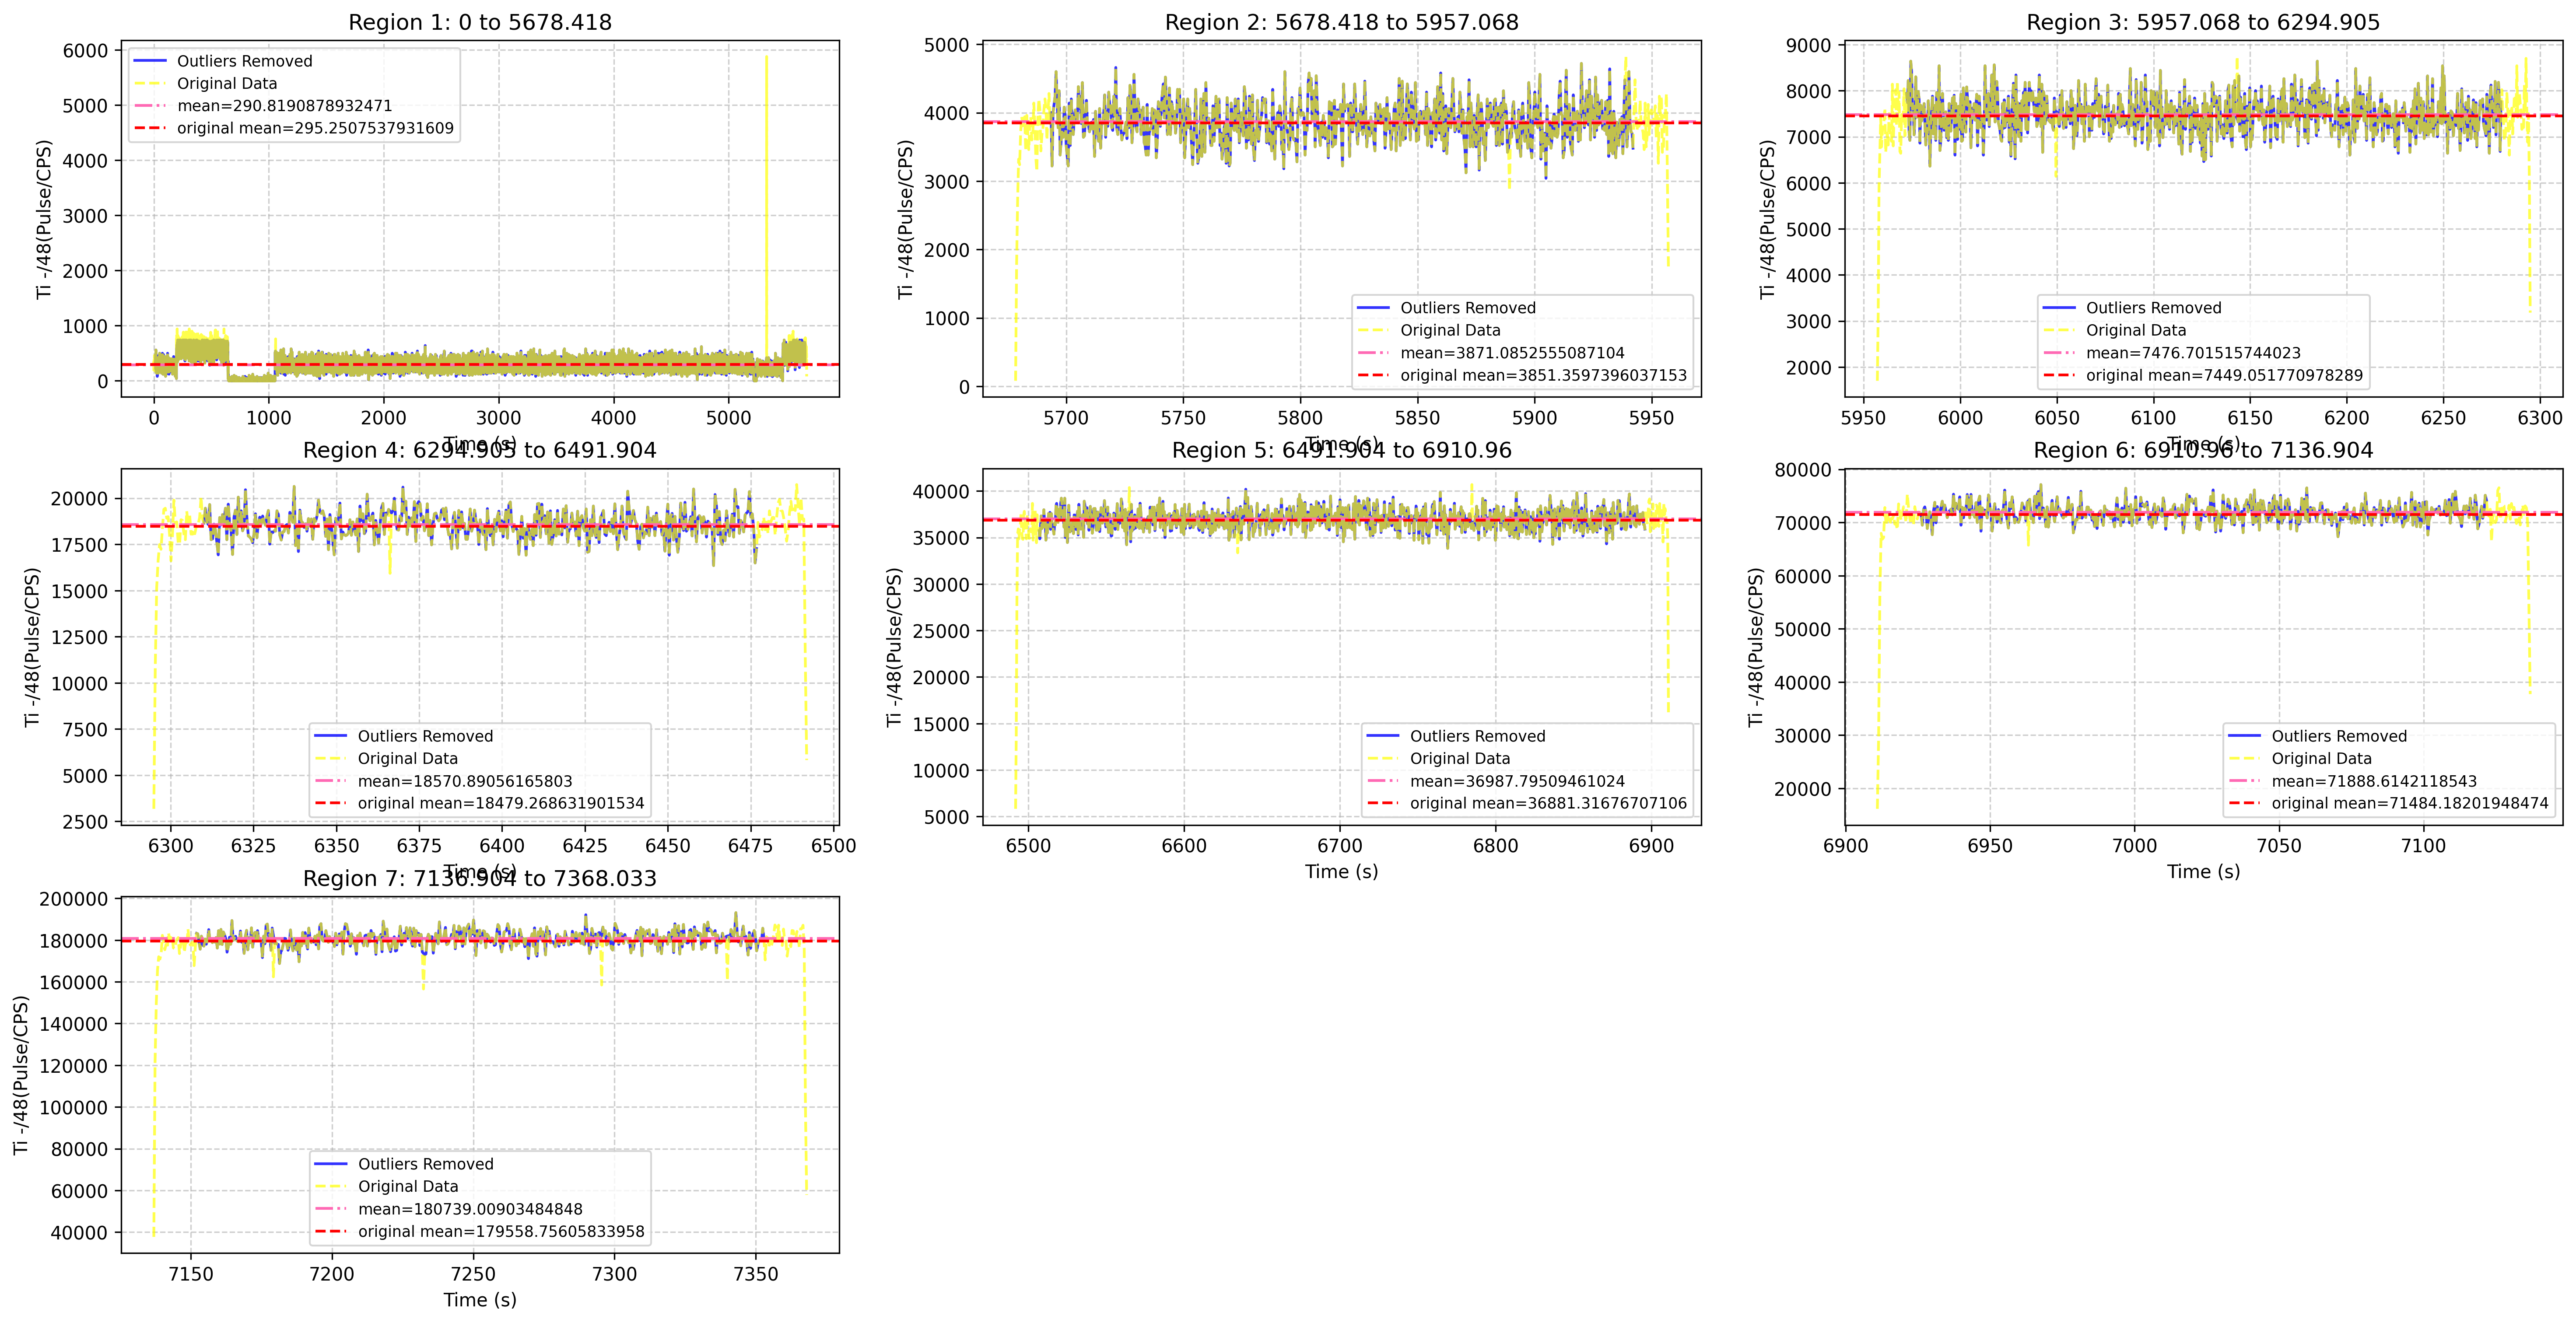 Region 1: 0 to 5678.418
Ti -/48(Pulse/CPS)
6000
5000
4000
3000
2000
1000
0
Outliers Removed
Original Data
mean=290.8190878932471
original mean=295.2507537931609
0 1000 2000 3000 4000 5000
Time (s)
Region 2: 5678.418 to 5957.068
Ti -/48(Pulse/CPS)
5000
4000
3000
2000
1000
0
Outliers Removed
Original Data
mean=3871.0852555087104
original mean=3851.3597396037153
5700 5750 5800 5850 5900 5950
Time (s)
Region 3: 5957.068 to 6294.905
Ti -/48(Pulse/CPS)
9000
8000
7000
6000
5000
4000
3000
2000
Outliers Removed
Original Data
mean=7476.701515744023
original mean=7449.051770978289
5950 6000 6050 6100 6150 6200 6250 6300
Time (s)
Region 4: 6294.905 to 6491.904
Ti -/48(Pulse/CPS)
20000
17500
15000
12500
10000
7500
5000
2500
Outliers Removed
Original Data
mean=18570.89056165803
original mean=18479.268631901534
6300 6325 6350 6375 6400 6425 6450 6475 6500
Time (s)
Region 5: 6491.904 to 6910.96
Ti -/48(Pulse/CPS)
40000
35000
30000
25000
20000
15000
10000
5000
Outliers Removed
Original Data
mean=36987.79509461024
original mean=36881.31676707106
6500 6600 6700 6800 6900
Time (s)
Region 6: 6910.96 to 7136.904
Ti -/48(Pulse/CPS)
80000
70000
60000
50000
40000
30000
20000
Outliers Removed
Original Data
mean=71888.6142118543
original mean=71484.18201948474
6900 6950 7000 7050 7100
Time (s)
Region 7: 7136.904 to 7368.033
Ti -/48(Pulse/CPS)
200000
180000
160000
140000
120000
100000
80000
60000
40000
Outliers Removed
Original Data
mean=180739.00903484848
original mean=179558.75605833958
7150 7200 7250 7300 7350
Time (s)